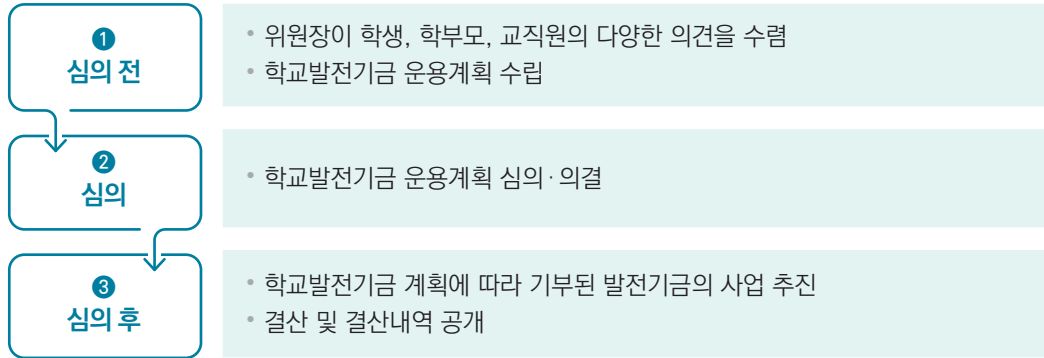 ❶
심의 전
• 위원장이 학생, 학부모, 교직원의 다양한 의견을 수렴
• 학교발전기금 운용계획 수립
❷
심의
• 학교발전기금 운용계획 심의·의결
❸
심의 후
• 학교발전기금 계획에 따라 기부된 발전기금의 사업 추진
• 결산 및 결산내역 공개